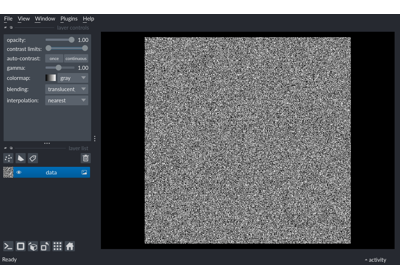 File View Window Plugins Help
layer controls
opacity: 1.00
contrast limits:
auto-contrast: once continuous
gamma: 1.00
colormap: gray
blending: translucent
interpolation: nearest
layer list
data
Ready
activity